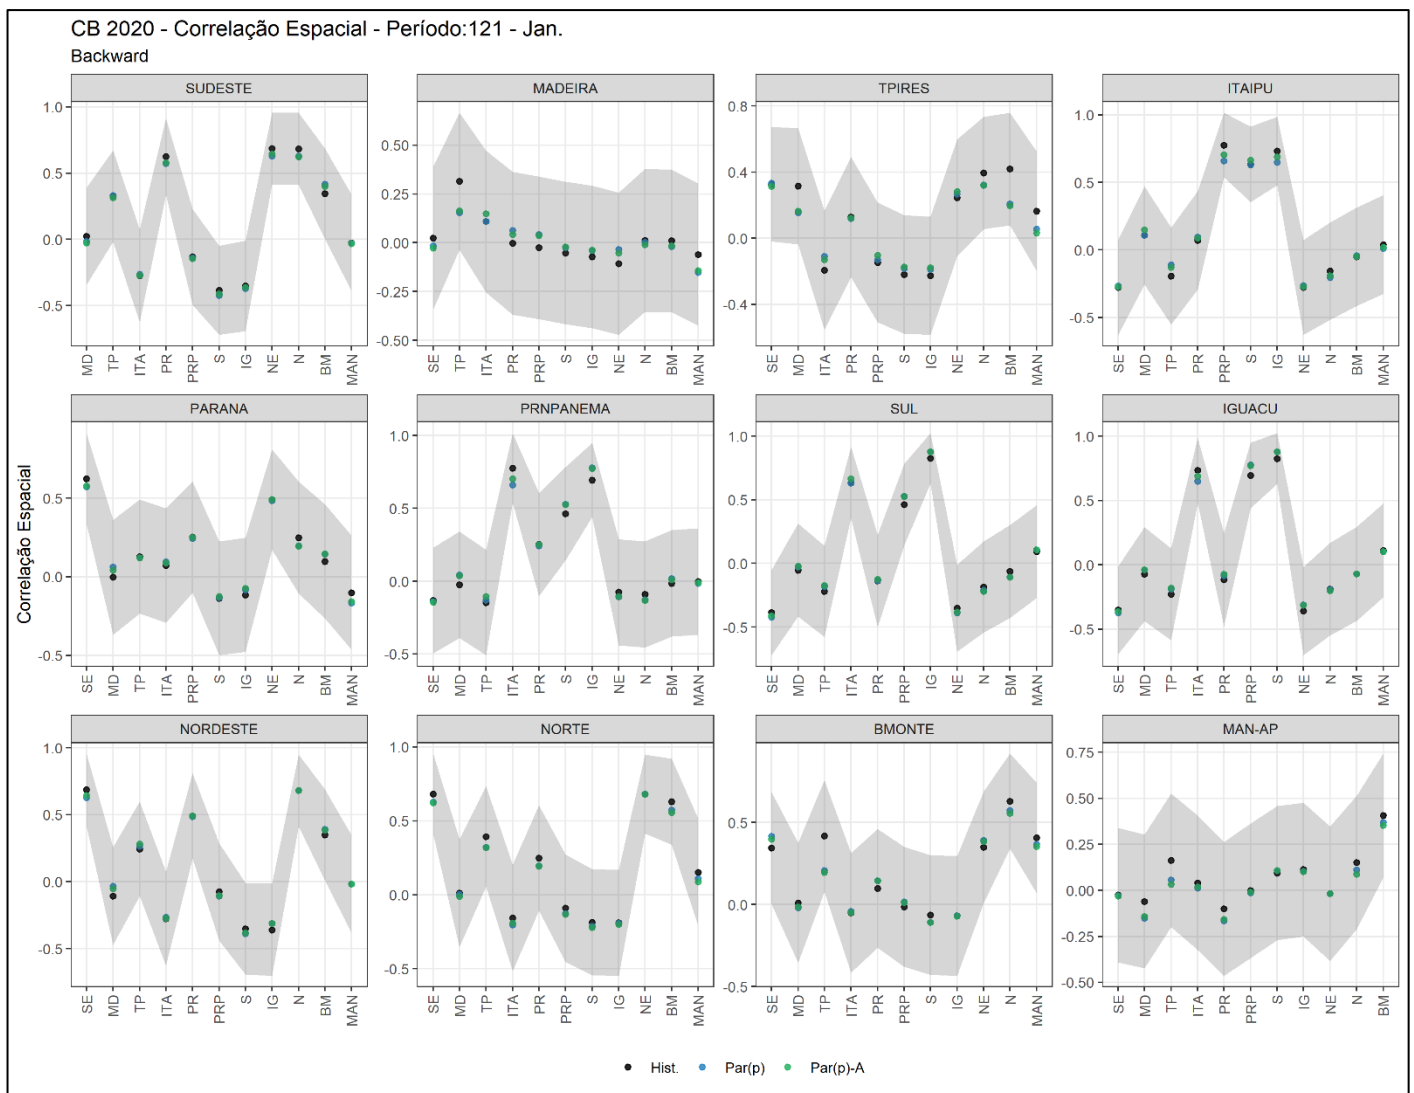 CB 2020 - Correlação Espacial - Período:121 - Jan.
Backward
SUDESTE
MADEIRA
TPIRES
ITAIPU
1.0
0.5
0.0
-0.5
0.50
0.25
0.00
-0.25
-0.50
0.8
0.4
0.0
-0.4
1.0
0.5
0.0
-0.5
MD TP ITA PR PRP S IG NE N BM MAN
SE TP ITA PR PRP S IG NE N BM MAN
SE MD ITA PR PRP S IG NE N BM MAN
SE MD TP PR PRP S IG NE N BM MAN
Correlação Espacial
PARANA
PRNPANEMA
SUL
IGUACU
0.5
0.0
-0.5
1.0
0.5
0.0
-0.5
1.0
0.5
0.0
-0.5
1.0
0.5
0.0
-0.5
SE MD TP ITA PRP S IG NE N BM MAN
SE MD TP ITA PR S IG NE N BM MAN
SE MD TP ITA PR PRP IG NE N BM MAN
SE MD TP ITA PR PRP S NE N BM MAN
NORDESTE
NORTE
BMONTE
MAN-AP
1.0
0.5
0.0
-0.5
1.0
0.5
0.0
-0.5
0.5
0.0
-0.5
0.75
0.50
0.25
0.00
-0.25
-0.50
SE MD TP ITA PR PRP S IG N BM MAN
SE MD TP ITA PR PRP S IG NE BM MAN
SE MD TP ITA PR PRP S IG NE N MAN
SE MD TP ITA PR PRP S IG NE N BM
Hist. Par(p) Par(p)-A